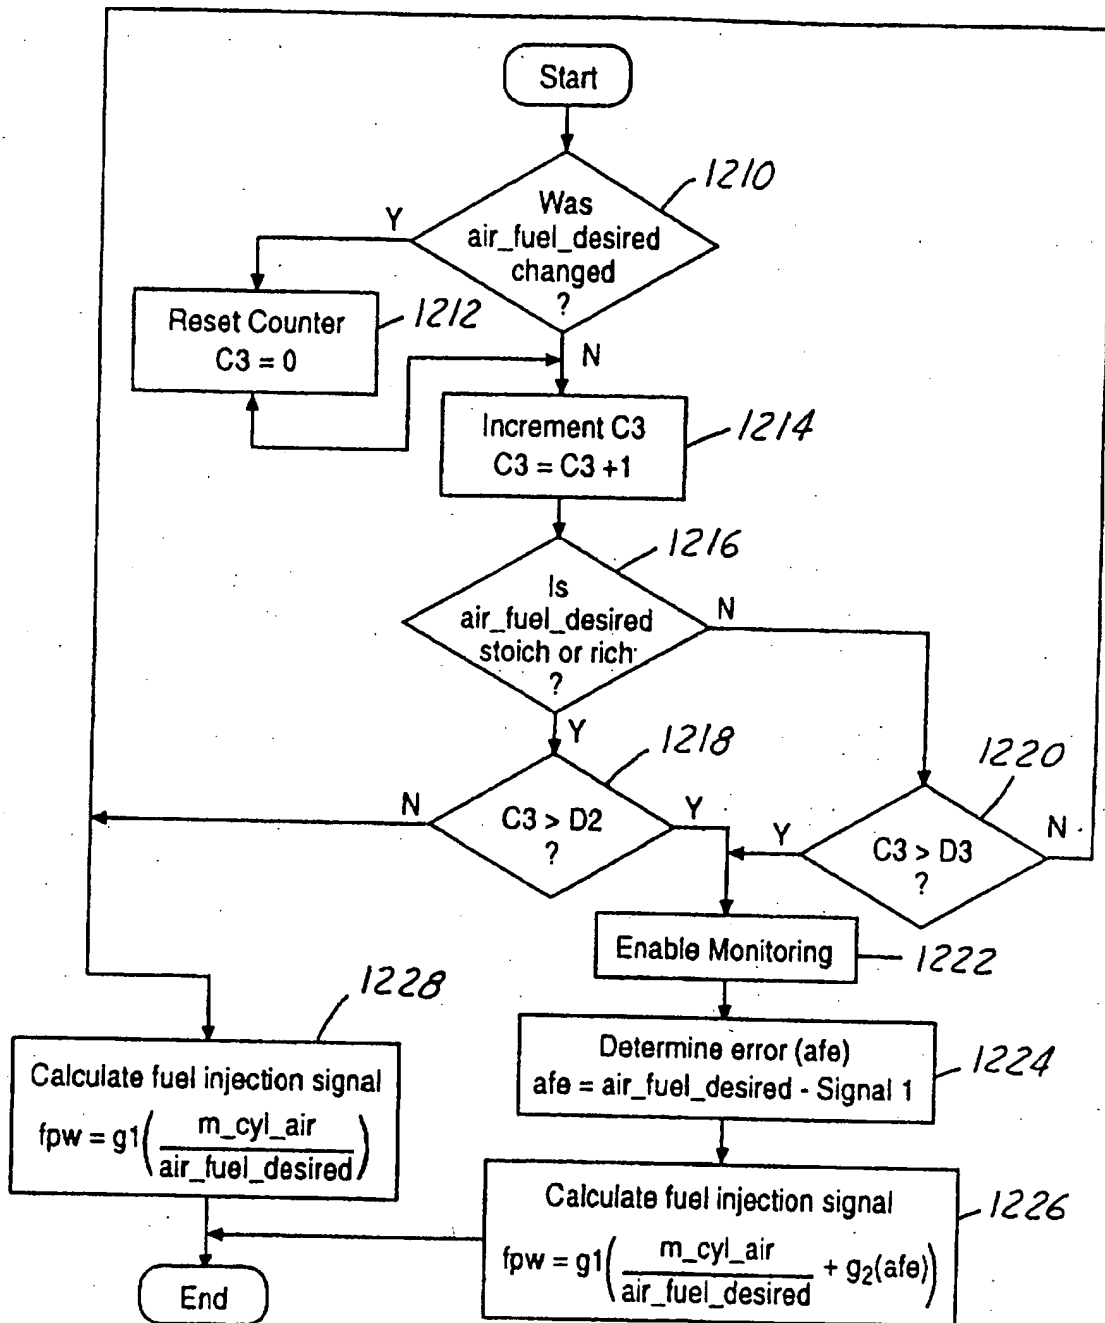 Start
1210
Was
air_fuel_desired
changed
?
Y
N
Reset Counter
C3 = 0
1212
Increment C3
C3 = C3 +1
1214
1216
Is
air_fuel_desired
stoich or rich
?
N
Y
1218
C3 > D2
?
N
Y
1220
C3 > D3
?
Y
N
Enable Monitoring
1222
Determine error (afe)
afe = air_fuel_desired - Signal 1
1224
1228
Calculate fuel injection signal
fpw = g1(m_cyl_air / air_fuel_desired)
Calculate fuel injection signal
fpw = g1(m_cyl_air / air_fuel_desired + g2(afe))
1226
End